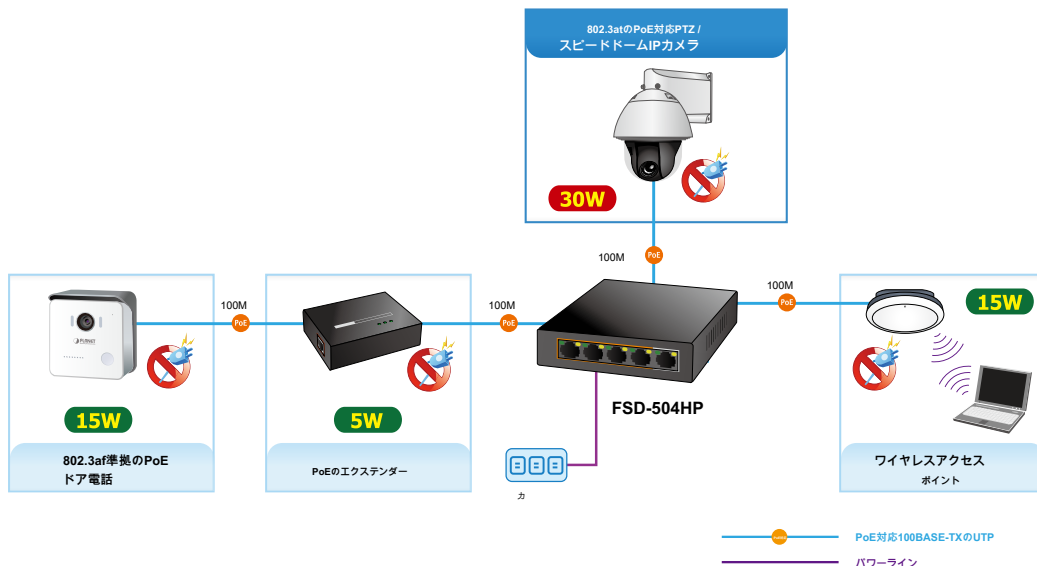 802.3atのPoE対応PTZ /
スピードドームIPカメラ
30W
100M
PoE
100M
PoE
100M
PoE
100M
PoE
PLANET
15W
5W
15W
FSD-504HP
802.3af準拠のPoE
ドア電話
PoEのエクステンダー
カ
ワイヤレスアクセス
ポイント
PoE対応100BASE-TXのUTP
パワーライン